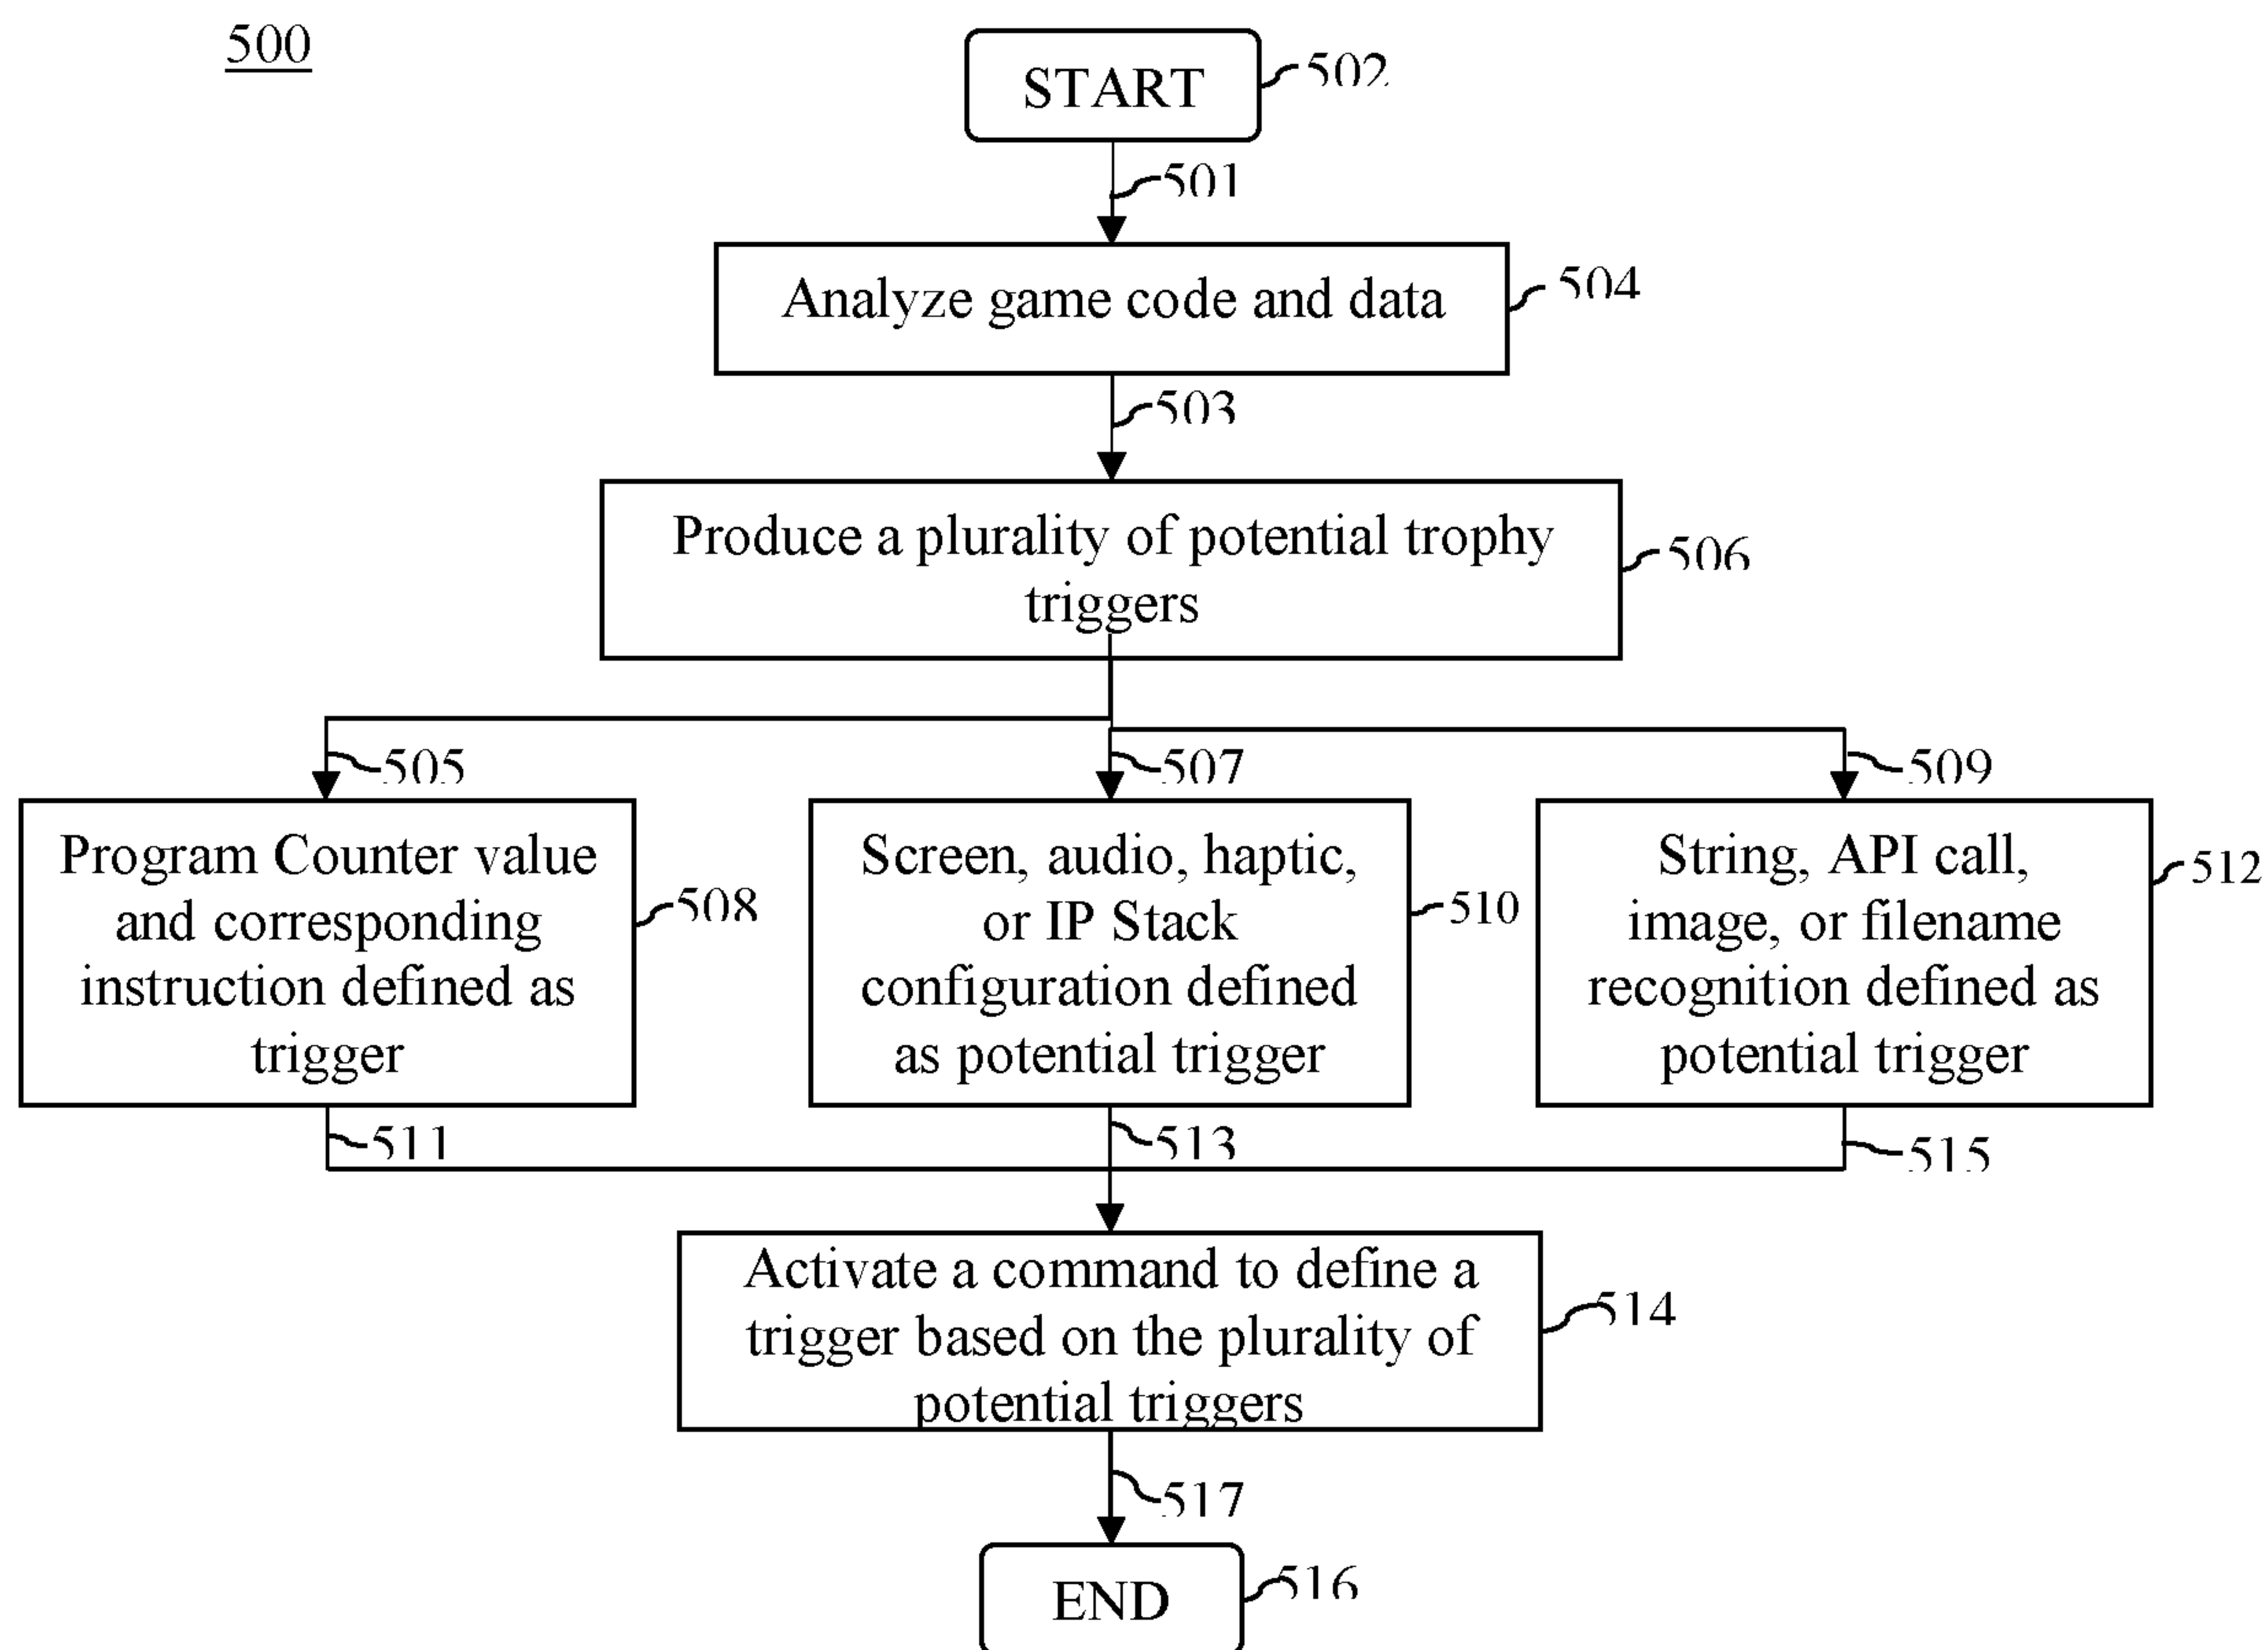 500
START
502
501
Analyze game code and data
504
503
Produce a plurality of potential trophy
triggers
506
505
507
509
Program Counter value
and corresponding
instruction defined as
trigger
508
Screen, audio, haptic,
or IP Stack
configuration defined
as potential trigger
510
String, API call,
image, or filename
recognition defined as
potential trigger
512
511
513
515
Activate a command to define a
trigger based on the plurality of
potential triggers
514
517
END
516